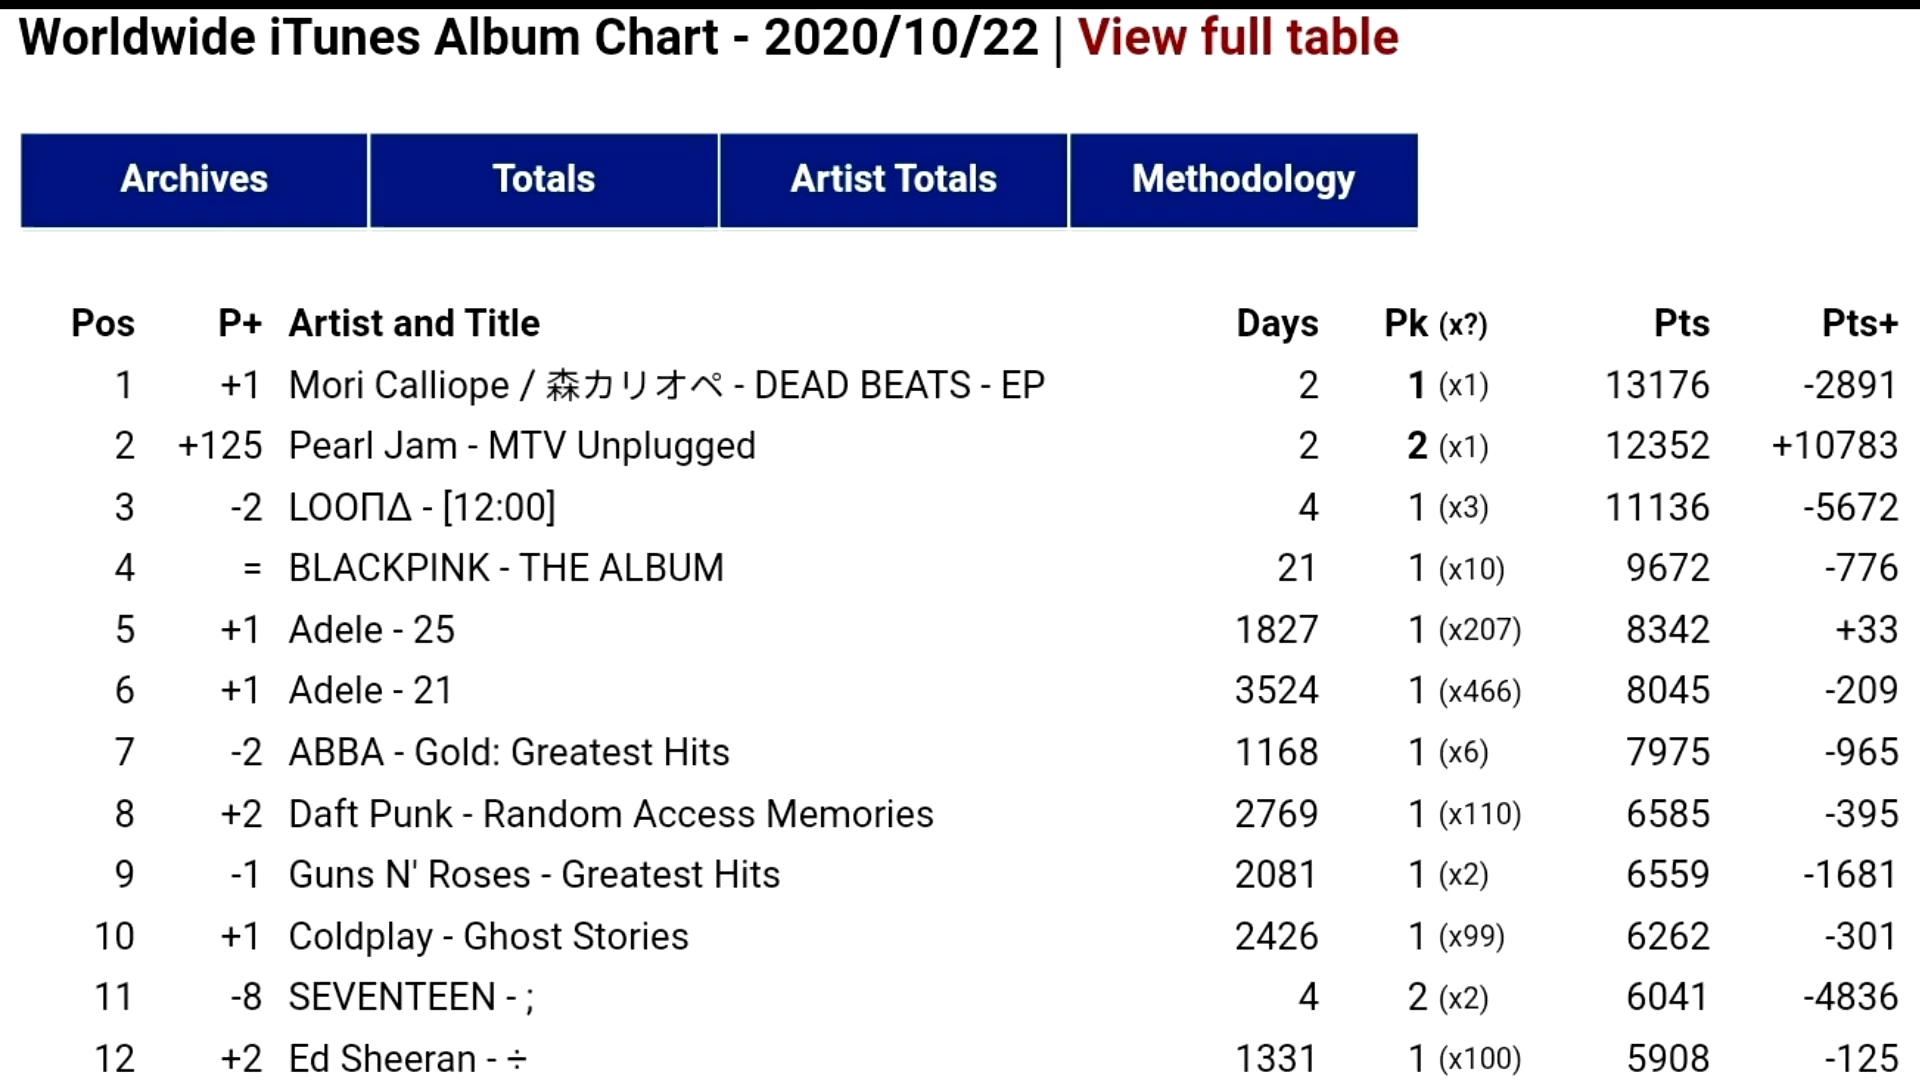 Worldwide iTunes Album Chart - 2020/10/22 | View full table
Archives Totals Artist Totals Methodology
Pos P+ Artist and Title Days Pk (x?) Pts Pts+
1 +1 Mori Calliope / 森カリオペ - DEAD BEATS - EP 2 1 (x1) 13176 -2891
2 +125 Pearl Jam - MTV Unplugged 2 2 (x1) 12352 +10783
3 -2 LOOΠΔ - [12:00] 4 1 (x3) 11136 -5672
4 = BLACKPINK - THE ALBUM 21 1 (x10) 9672 -776
5 +1 Adele - 25 1827 1 (x207) 8342 +33
6 +1 Adele - 21 3524 1 (x466) 8045 -209
7 -2 ABBA - Gold: Greatest Hits 1168 1 (x6) 7975 -965
8 +2 Daft Punk - Random Access Memories 2769 1 (x110) 6585 -395
9 -1 Guns N' Roses - Greatest Hits 2081 1 (x2) 6559 -1681
10 +1 Coldplay - Ghost Stories 2426 1 (x99) 6262 -301
11 -8 SEVENTEEN - ; 4 2 (x2) 6041 -4836
12 +2 Ed Sheeran - ÷ 1331 1 (x100) 5908 -125